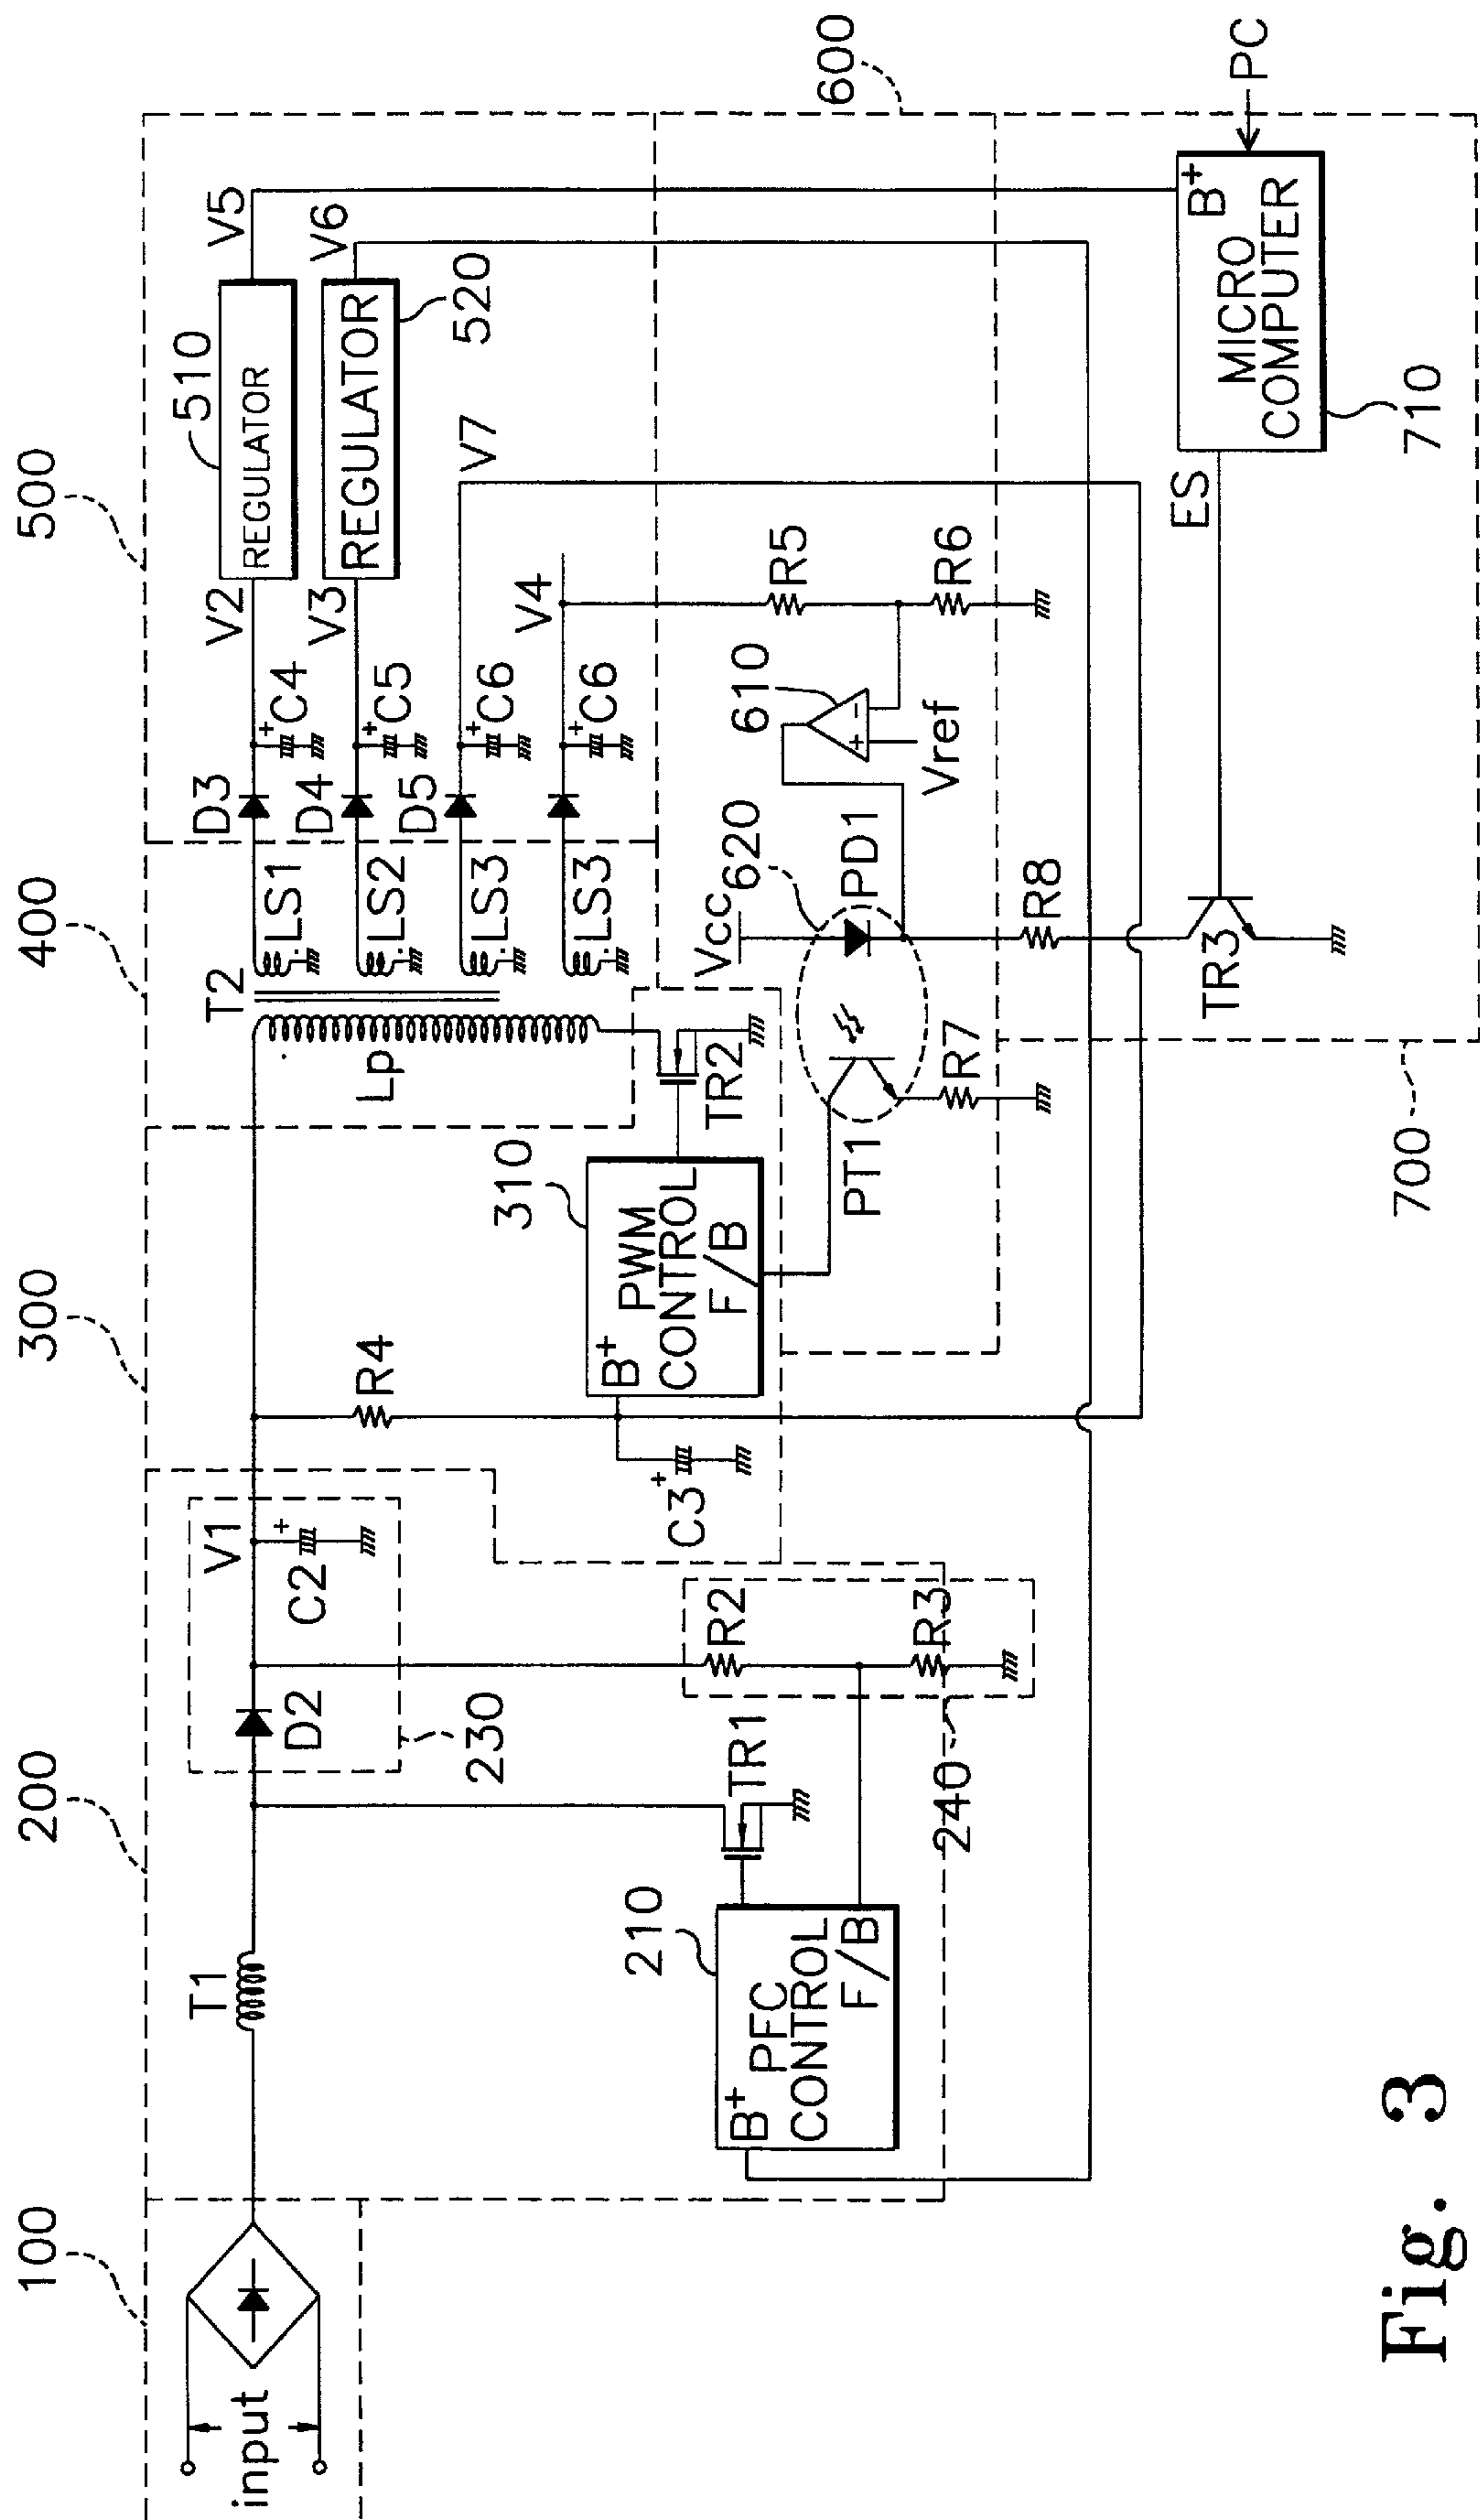 100
200
300
400
500
input
T1
D2
V1
C2
+
230
R4
T2
Lp
LS1
LS2
LS3
LS3
D3
D4
D5
+
C4
+
C5
+
C6
+
C6
V2
V3
V7
V4
510
REGULATOR
REGULATOR
520
V5
V6
210
B+
PFC
CONTROL
F/B
TR1
R2
R3
240
C3
+
310
B+
PWM
CONTROL
F/B
TR2
PT1
R7
Vcc
620
PD1
610
+
-
Vref
R5
R6
R8
600
TR3
ES
B+
MICRO
COMPUTER
710
PC
700
Fig. 3